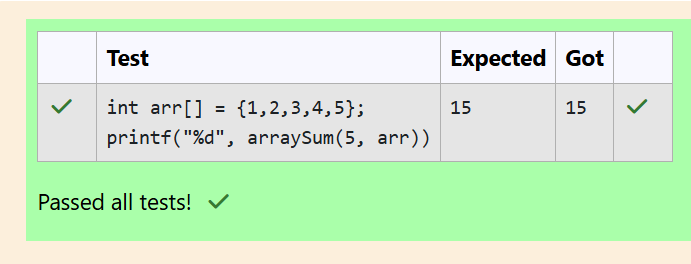 Test Expected Got
int arr[] = {1,2,3,4,5}; 15 15
printf("%d", arraySum(5, arr))
Passed all tests!